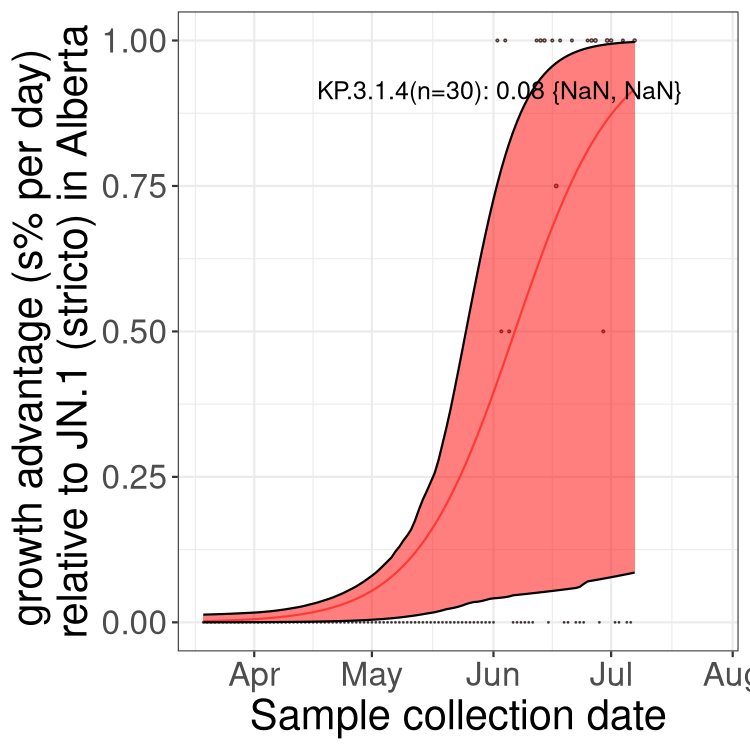 growth advantage (s% per day)
relative to JN.1 (stricto) in Alberta
1.00
0.75
0.50
0.25
0.00
KP.3.1.4(n=30): 0.08 {NaN, NaN}
Apr May Jun Jul Aug
Sample collection date